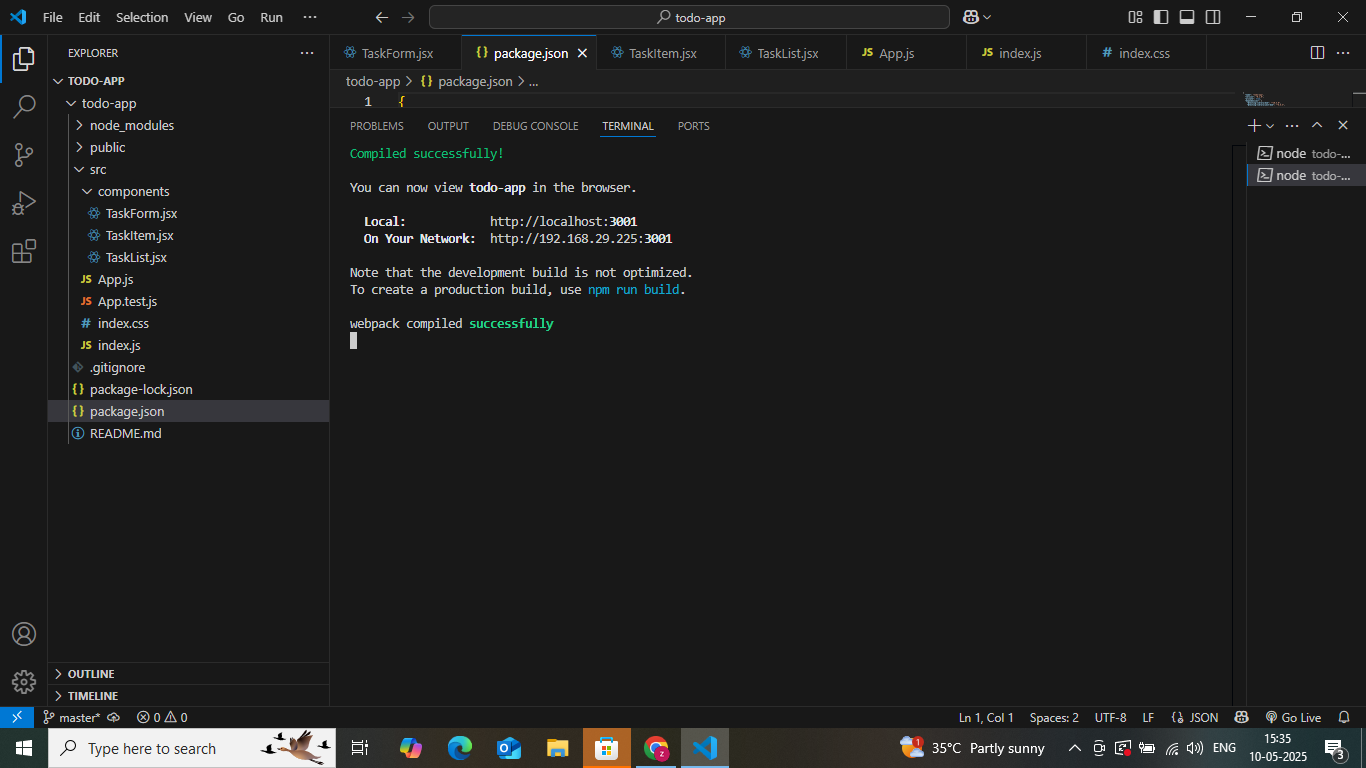 File Edit Selection View Go Run ···
todo-app
EXPLORER
TODO-APP
todo-app
node_modules
public
src
components
TaskForm.jsx
TaskItem.jsx
TaskList.jsx
JS App.js
JS App.test.js
# index.css
JS index.js
.gitignore
{} package-lock.json
{} package.json
README.md
OUTLINE
TIMELINE
TaskForm.jsx {} package.json TaskItem.jsx TaskList.jsx JS App.js JS index.js # index.css
todo-app > {} package.json > ...
1 {
PROBLEMS OUTPUT DEBUG CONSOLE TERMINAL PORTS
Compiled successfully!
You can now view todo-app in the browser.
Local: http://localhost:3001
On Your Network: http://192.168.29.225:3001
Note that the development build is not optimized.
To create a production build, use npm run build.
webpack compiled successfully
node todo-...
node todo-...
master* 0 0 Ln 1, Col 1 Spaces: 2 UTF-8 LF {} JSON Go Live
Type here to search
1 35°C Partly sunny ENG
15:35
10-05-2025
3